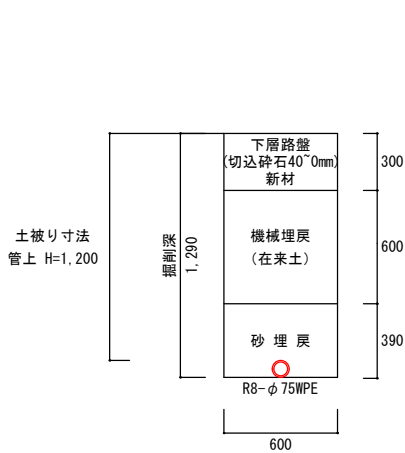 下層路盤
(切込砕石40~0mm)
新材
300
土被り寸法
管上 H=1,200
掘削深
1,290
機械埋戻
(在来土)
600
砂 埋 戻
390
R8-φ75WPE
600